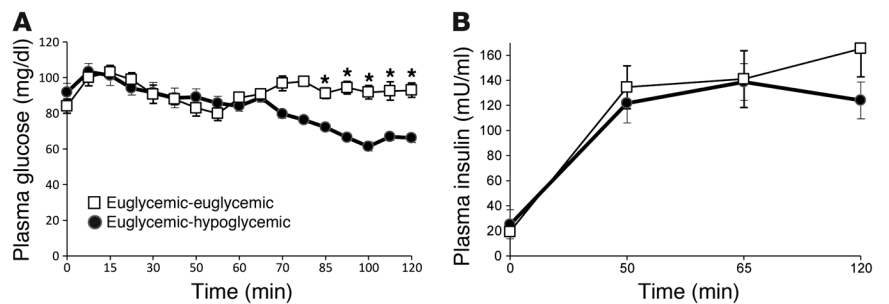 A
Plasma glucose (mg/dl)
120
100
80
60
40
20
0
* * * * *
Euglycemic-euglycemic
Euglycemic-hypoglycemic
0 15 30 50 60 70 85 100 120
Time (min)
B
Plasma insulin (mU/ml)
160
140
120
100
80
60
40
20
0
0 50 65 120
Time (min)